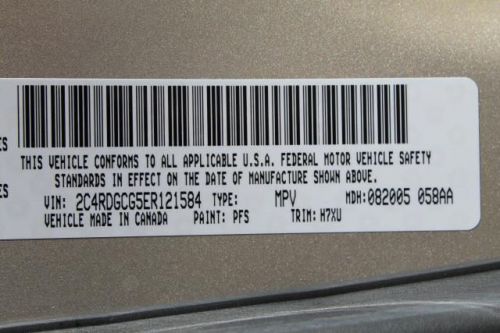 THIS VEHICLE CONFORMS TO ALL APPLICABLE U.S.A. FEDERAL MOTOR VEHICLE SAFETY
STANDARDS IN EFFECT ON THE DATE OF MANUFACTURE SHOWN ABOVE.
VIN: 2C4RDGCG5ER121584 TYPE: MPV MDH: 082005 058AA
VEHICLE MADE IN CANADA PAINT: PFS TRIM: H7XU